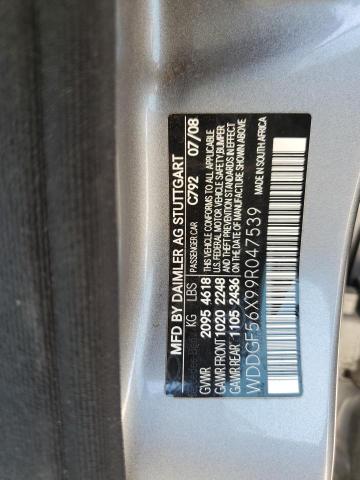 MFD BY DAIMLER AG STUTTGART
PASSENGER CAR C792 07/08
KG LBS
GVWR 2095 4618
GAWR FRONT 1020 2248
GAWR REAR 1105 2436
THIS VEHICLE CONFORMS TO ALL APPLICABLE
U.S. FEDERAL MOTOR VEHICLE SAFETY, BUMPER
AND THEFT PREVENTION STANDARDS IN EFFECT
ON THE DATE OF MANUFACTURE SHOWN ABOVE
WDDGF56X99R047539
MADE IN SOUTH AFRICA